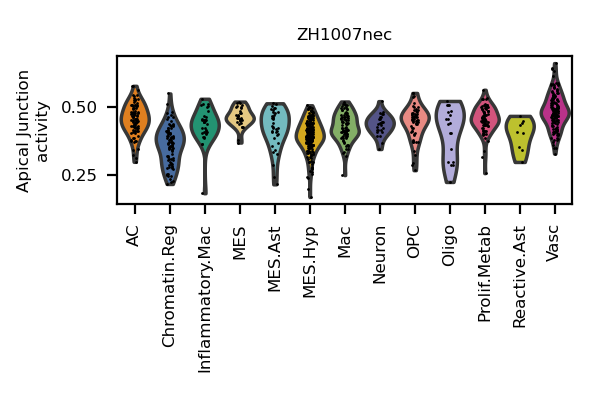 ZH1007nec
Apical Junction
activity
0.50
0.25
AC
Chromatin.Reg
Inflammatory.Mac
MES
MES.Ast
MES.Hyp
Mac
Neuron
OPC
Oligo
Prolif.Metab
Reactive.Ast
Vasc